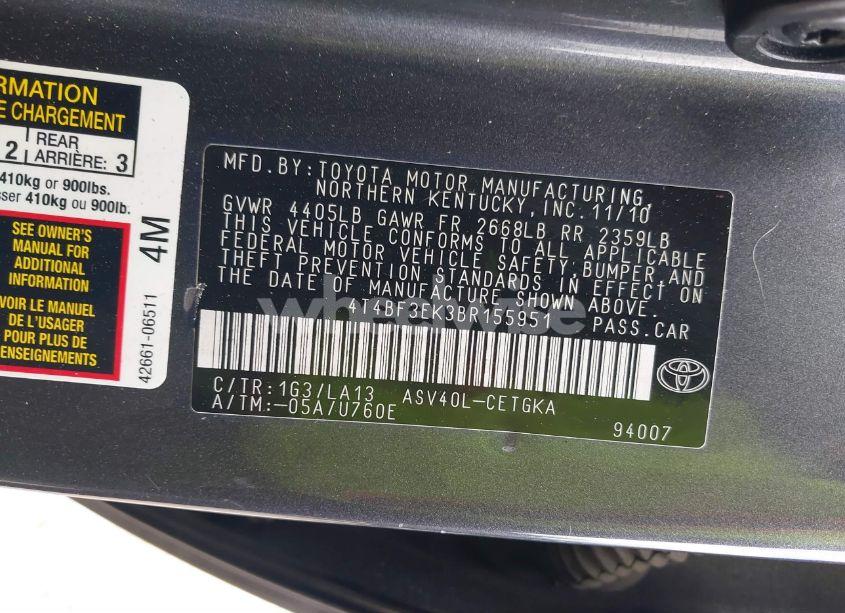 RMATION
E CHARGEMENT
2 REAR
ARRIÈRE: 3
410kg or 900lbs.
sser 410kg ou 900lb.
SEE OWNER'S
MANUAL FOR
ADDITIONAL
INFORMATION
VOIR LE MANUEL
DE L'USAGER
POUR PLUS DE
RENSEIGNEMENTS
4M
42661-06511
MFD.BY:TOYOTA MOTOR MANUFACTURING,
NORTHERN KENTUCKY,INC.11/10
GVWR 4405LB GAWR FR 2668LB RR 2359LB
THIS VEHICLE CONFORMS TO ALL APPLICABLE
FEDERAL MOTOR VEHICLE SAFETY,BUMPER AND
THEFT PREVENTION STANDARDS IN EFFECT ON
THE DATE OF MANUFACTURE SHOWN ABOVE.
4T4BF3EK3BR155951 PASS.CAR
C/TR:1G3/LA13 ASV40L-CETGKA
A/TM:-05A/U760E
94007